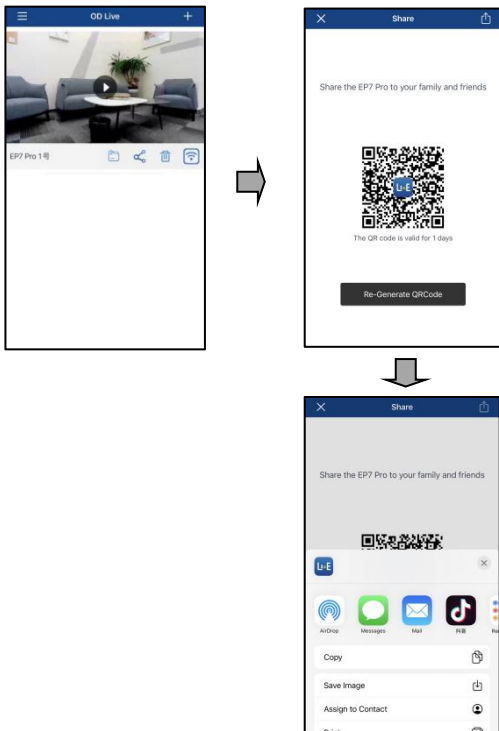 OD Live
EP7 Pro 1号
Share
Share the EP7 Pro to your family and friends
The QR code is valid for 1 days
Re-Generate QRCode
Share
Share the EP7 Pro to your family and friends
AirDrop
Messages
Mail
抖音
Copy
Save Image
Assign to Contact